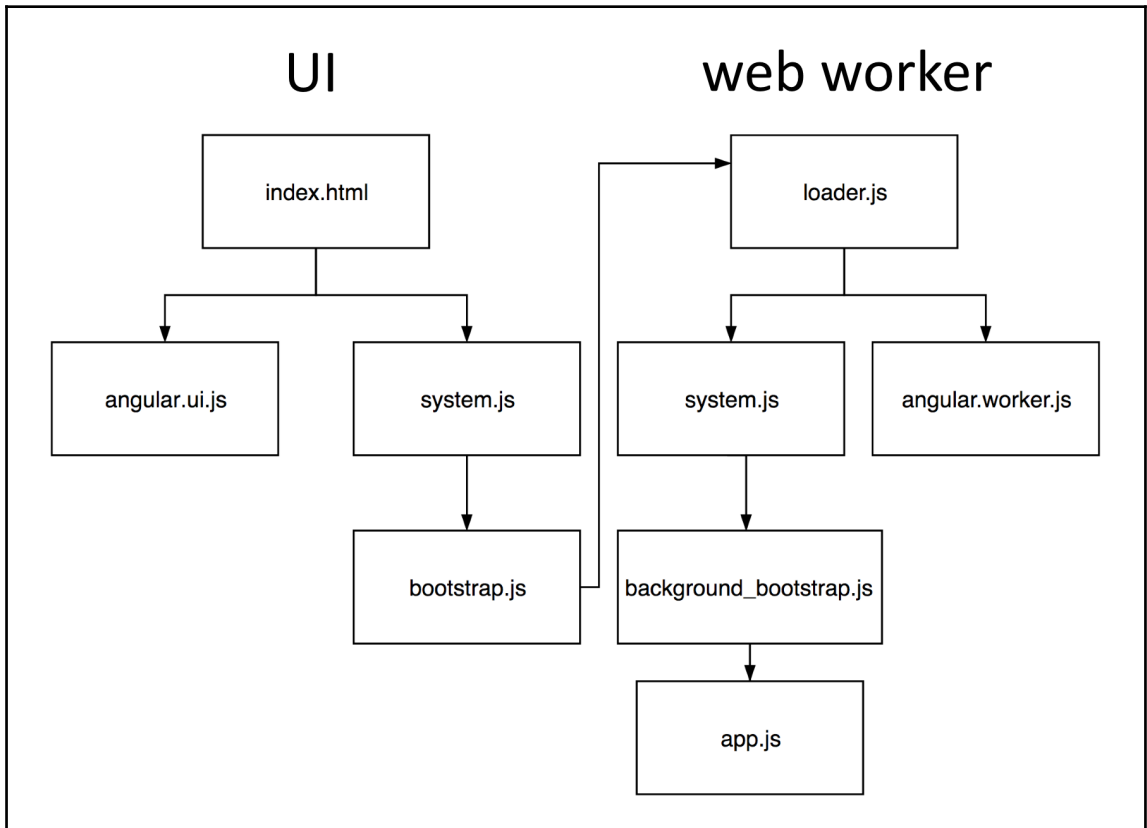 UI
web worker
index.html
loader.js
angular.ui.js
system.js
system.js
angular.worker.js
bootstrap.js
background_bootstrap.js
app.js